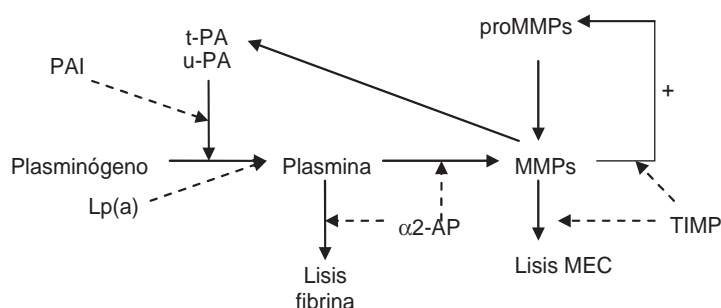 t-PA
u-PA
proMMPs
PAI
+
Plasminógeno
Plasmina
MMPs
Lp(a)
α2-AP
TIMP
Lisis
fibrina
Lisis MEC